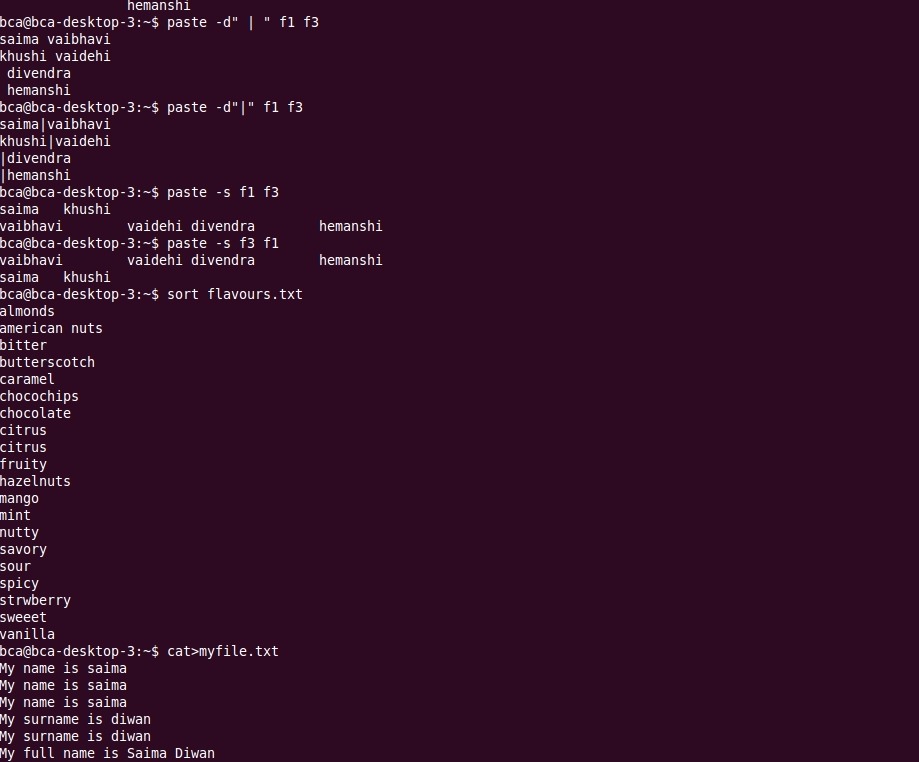 hemanshi
bca@bca-desktop-3:~$ paste -d" | " f1 f3
saima vaibhavi
khushi vaidehi
 divendra
 hemanshi
bca@bca-desktop-3:~$ paste -d"|" f1 f3
saima|vaibhavi
khushi|vaidehi
|divendra
|hemanshi
bca@bca-desktop-3:~$ paste -s f1 f3
saima   khushi
vaibhavi        vaidehi divendra        hemanshi
bca@bca-desktop-3:~$ paste -s f3 f1
vaibhavi        vaidehi divendra        hemanshi
saima   khushi
bca@bca-desktop-3:~$ sort flavours.txt
almonds
american nuts
bitter
butterscotch
caramel
chocochips
chocolate
citrus
citrus
fruity
hazelnuts
mango
mint
nutty
savory
sour
spicy
strwberry
sweeet
vanilla
bca@bca-desktop-3:~$ cat>myfile.txt
My name is saima
My name is saima
My name is saima
My surname is diwan
My surname is diwan
My full name is Saima Diwan